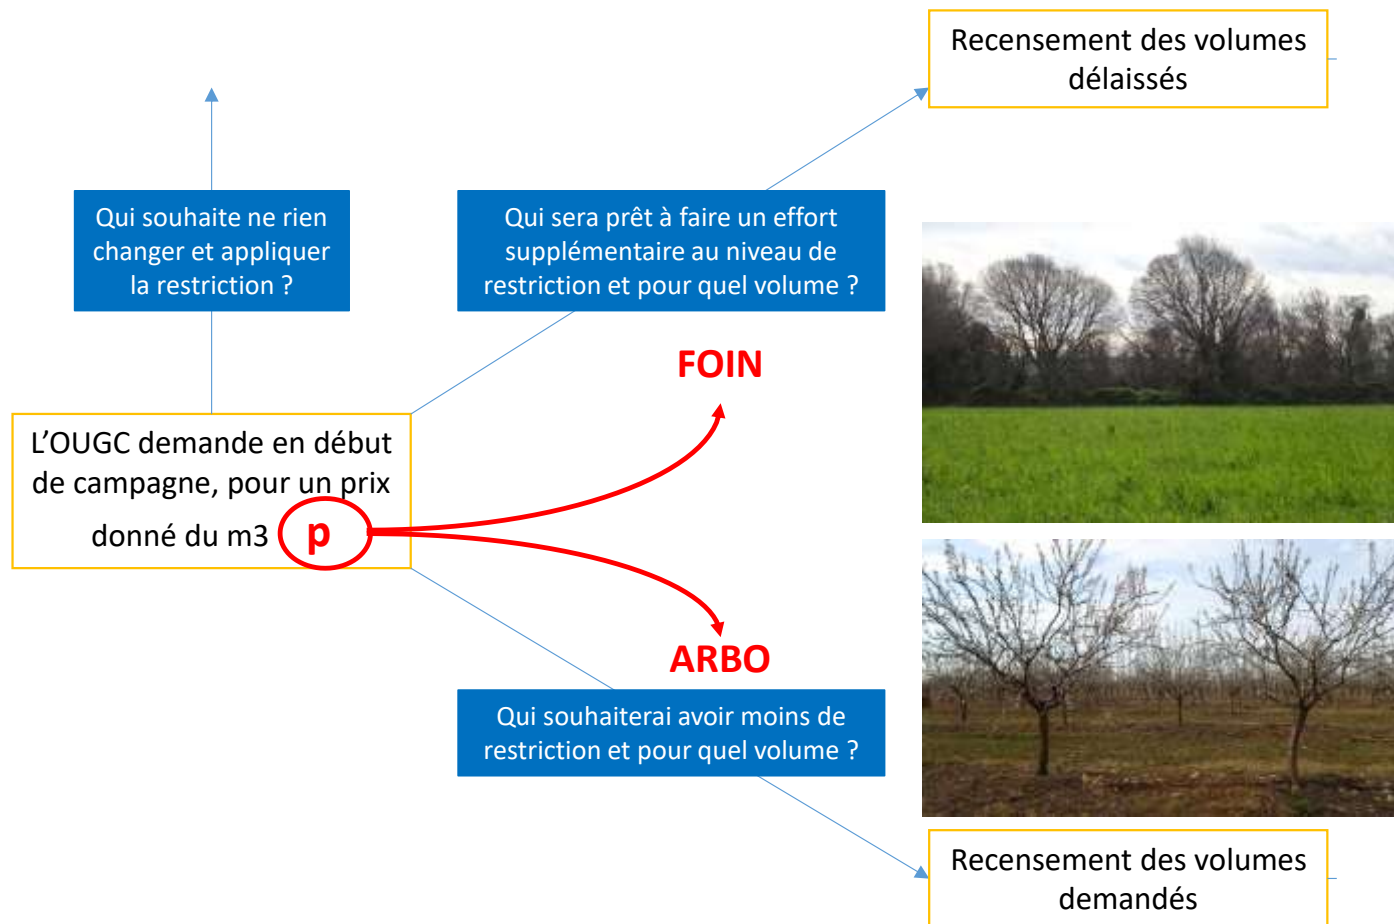 Recensement des volumes
délaissés
Qui souhaite ne rien
changer et appliquer
la restriction ?
Qui sera prêt à faire un effort
supplémentaire au niveau de
restriction et pour quel volume ?
FOIN
L’OUGC demande en début
de campagne, pour un prix
donné du m3 p
ARBO
Qui souhaiterai avoir moins de
restriction et pour quel volume ?
Recensement des volumes
demandés